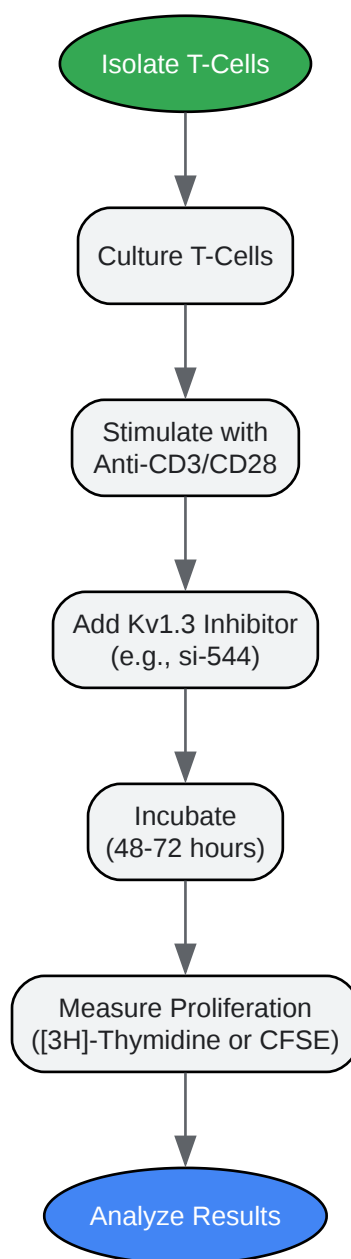 Isolate T-Cells
Culture T-Cells
Stimulate with
Anti-CD3/CD28
Add Kv1.3 Inhibitor
(e.g., si-544)
Incubate
(48-72 hours)
Measure Proliferation
([3H]-Thymidine or CFSE)
Analyze Results